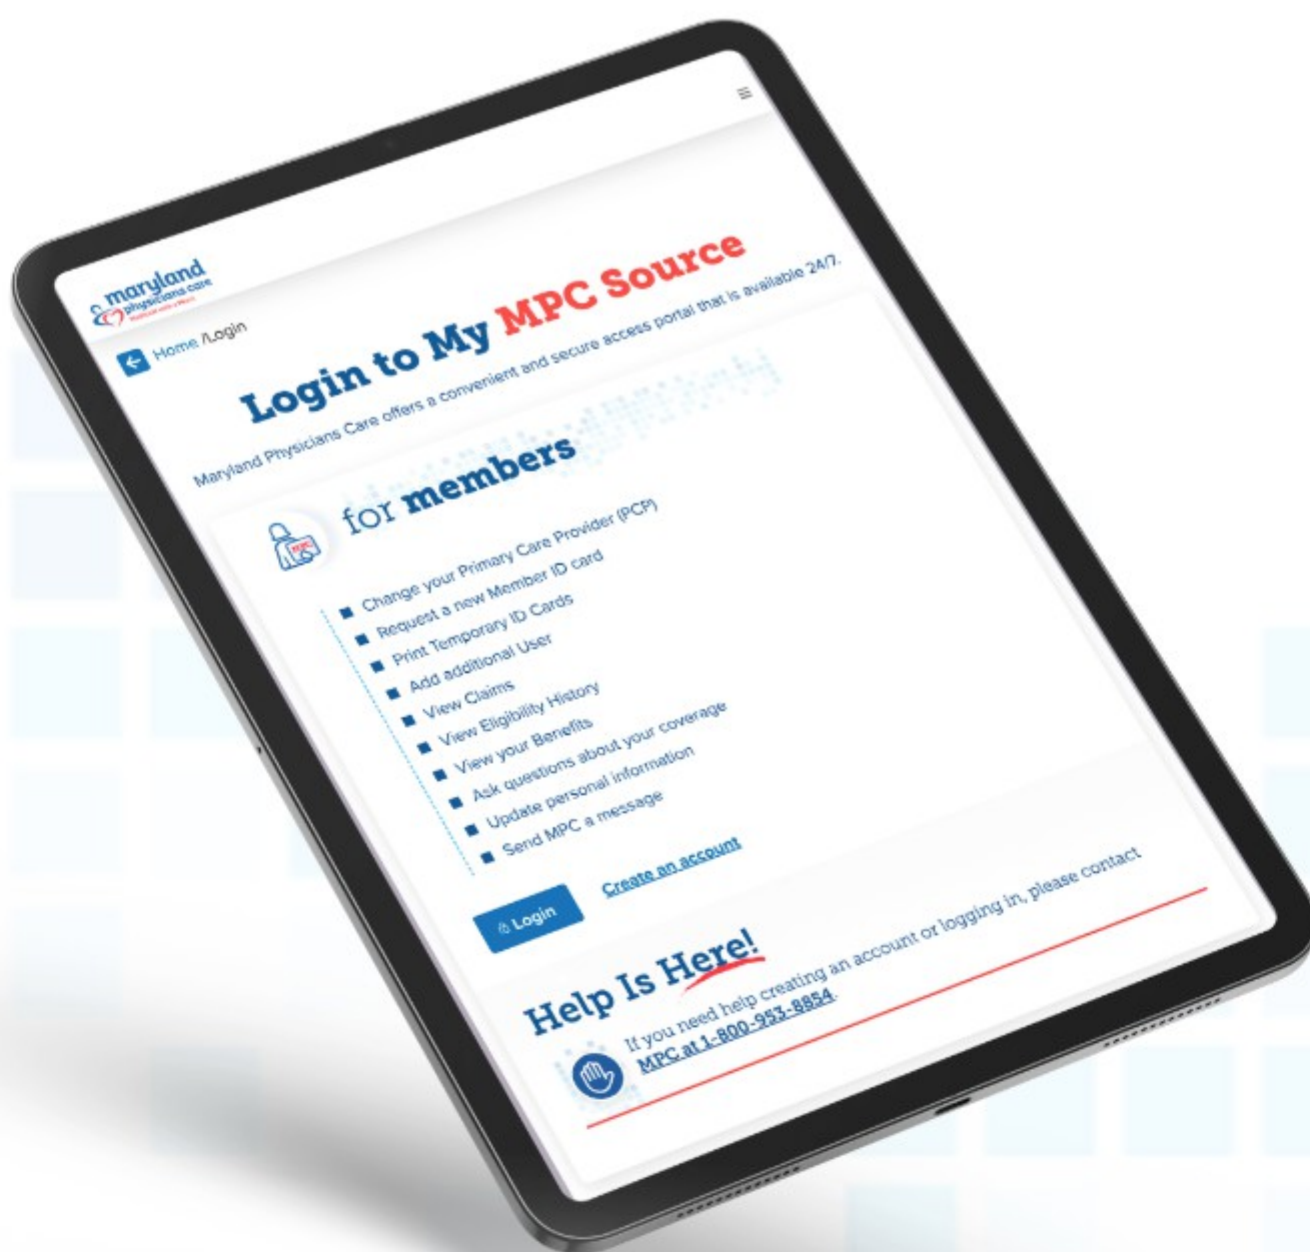 maryland
physicians care
Medicaid with a Heart
Home /Login
Login to My MPC Source
Maryland Physicians Care offers a convenient and secure access portal that is available 24/7.
for members
MPC
Change your Primary Care Provider (PCP)
Request a new Member ID card
Print Temporary ID Cards
Add additional User
View Claims
View Eligibility History
View your Benefits
Ask questions about your coverage
Update personal information
Send MPC a message
Login
Create an account
Help Is Here!
If you need help creating an account or logging in, please contact
MPC at 1-800-953-8854.